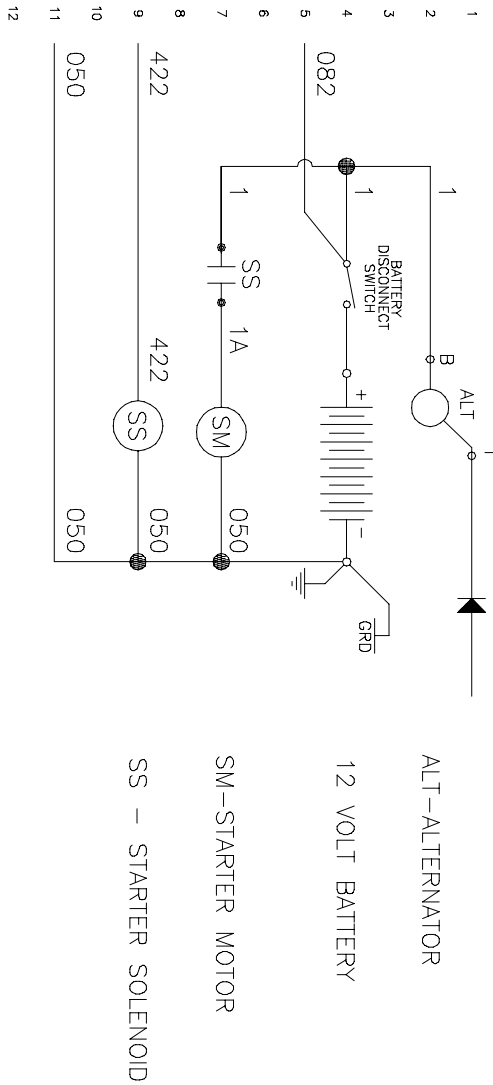 1
2
3
4
5
6
7
8
9
10
11
12
1
B
ALT
I
ALT-ALTERNATOR
082
1
BATTERY
DISCONNECT
SWITCH
+
-
GRD
12 VOLT BATTERY
1
SS
1A
SM
050
SM-STARTER MOTOR
422
422
SS
050
SS - STARTER SOLENOID
050
050